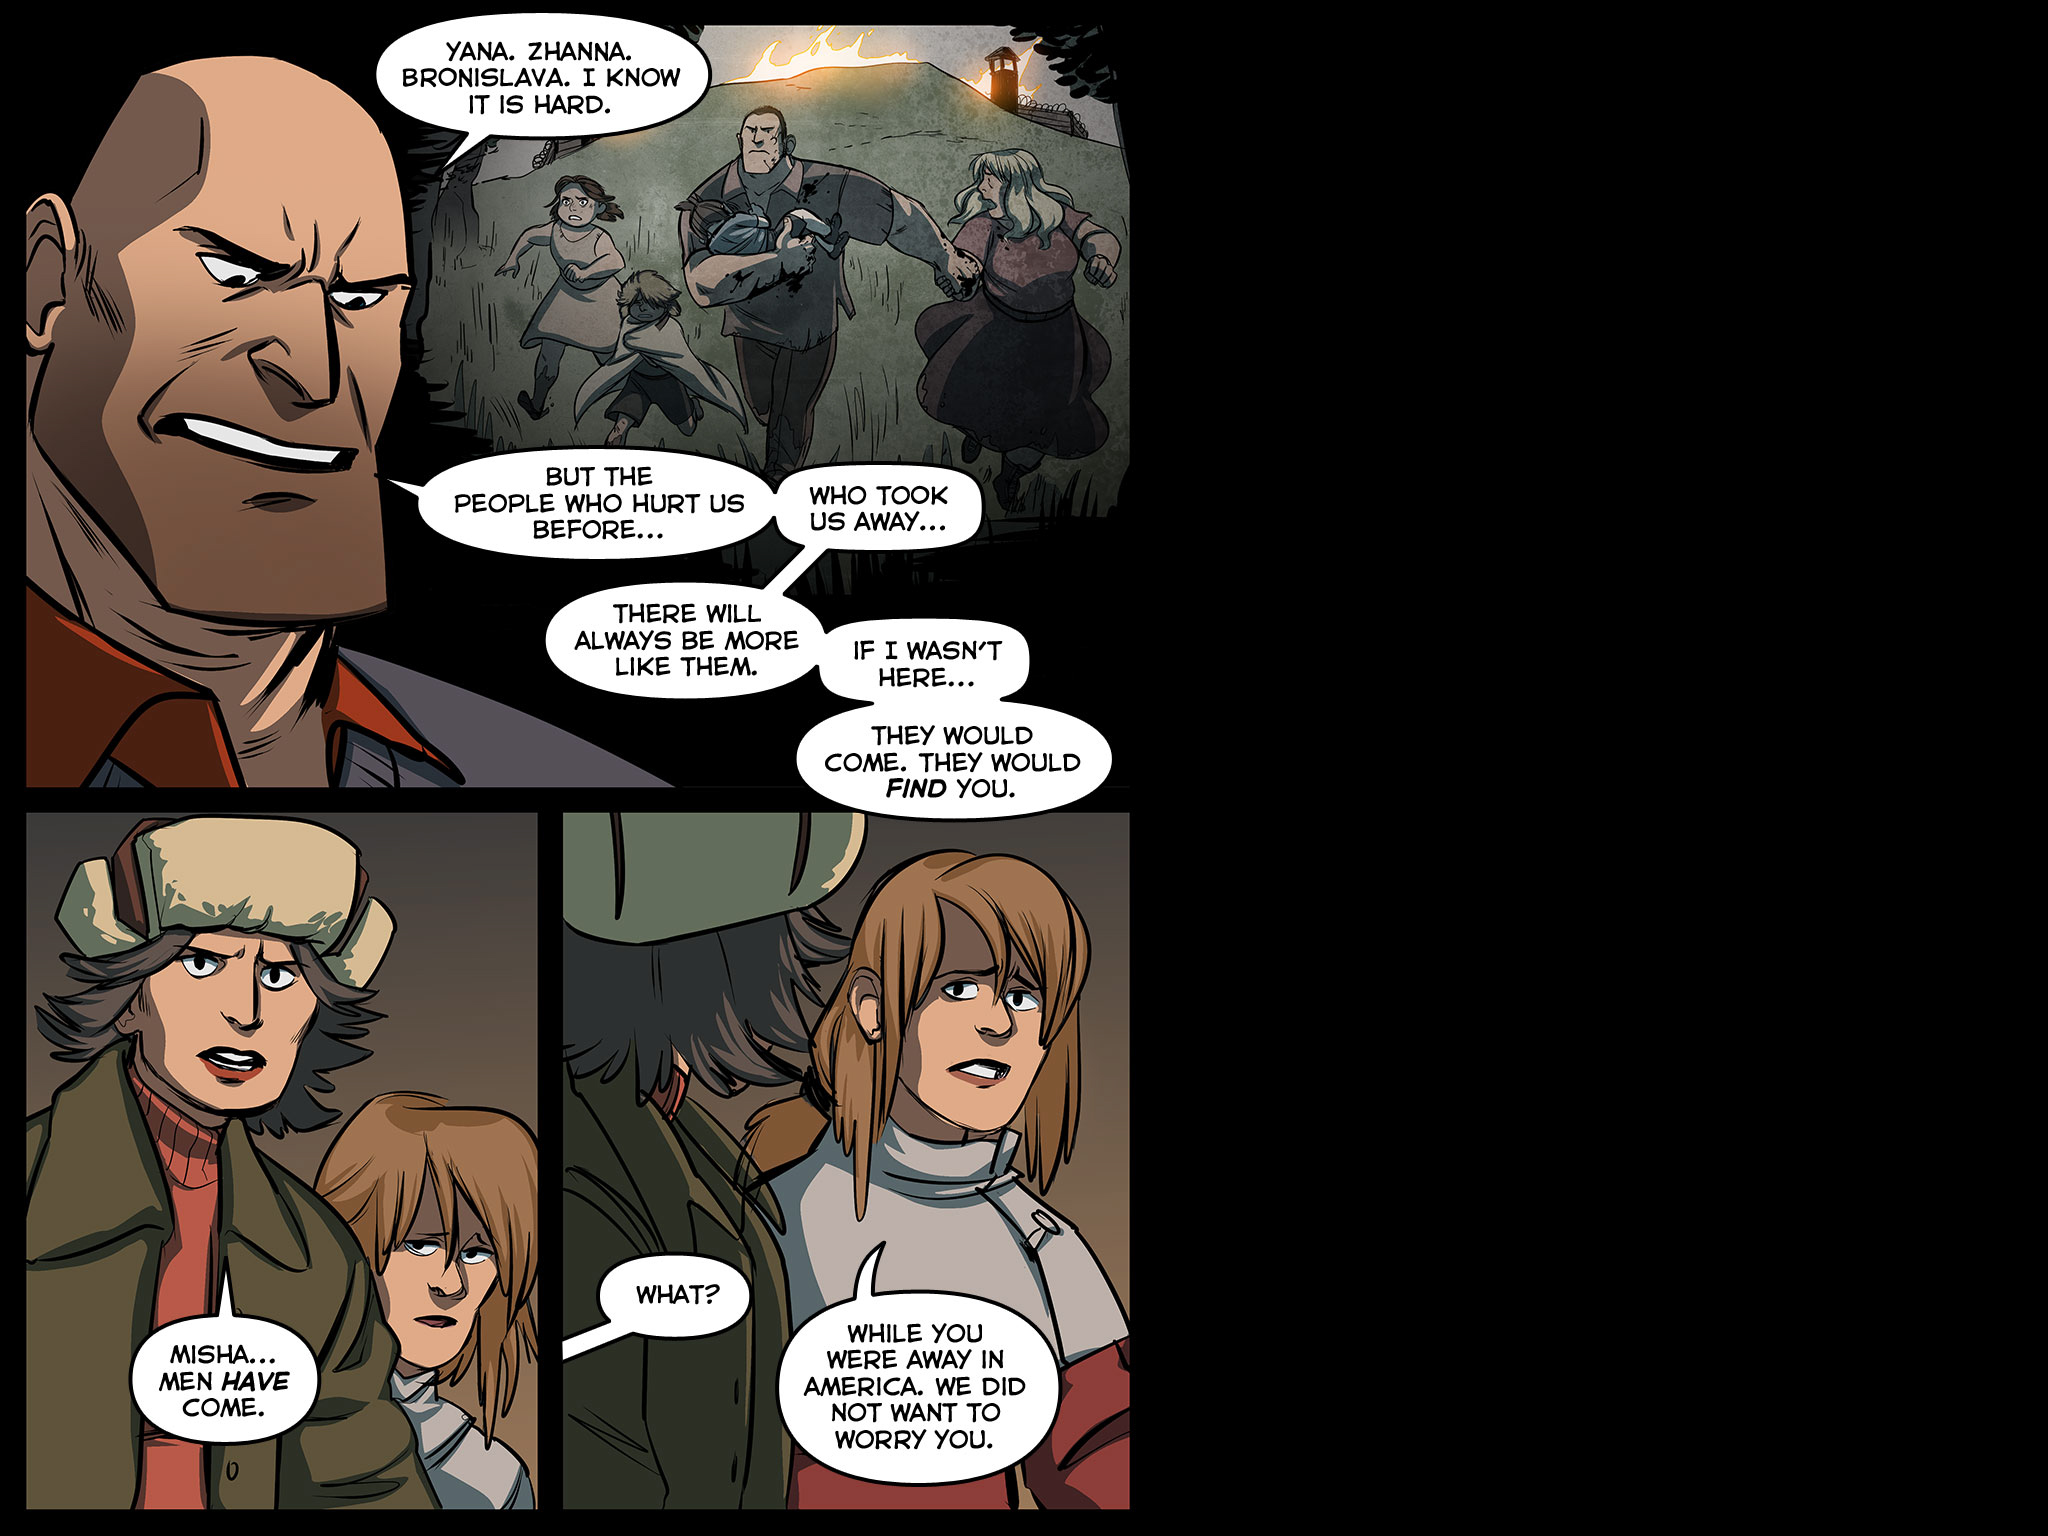 YANA. ZHANNA.
BRONISLAVA. I KNOW
IT IS HARD.
BUT THE
PEOPLE WHO HURT US
BEFORE...
WHO TOOK
US AWAY...
THERE WILL
ALWAYS BE MORE
LIKE THEM.
IF I WASN'T
HERE...
THEY WOULD
COME. THEY WOULD
FIND YOU.
MISHA...
MEN HAVE
COME.
WHAT?
WHILE YOU
WERE AWAY IN
AMERICA. WE DID
NOT WANT TO
WORRY YOU.